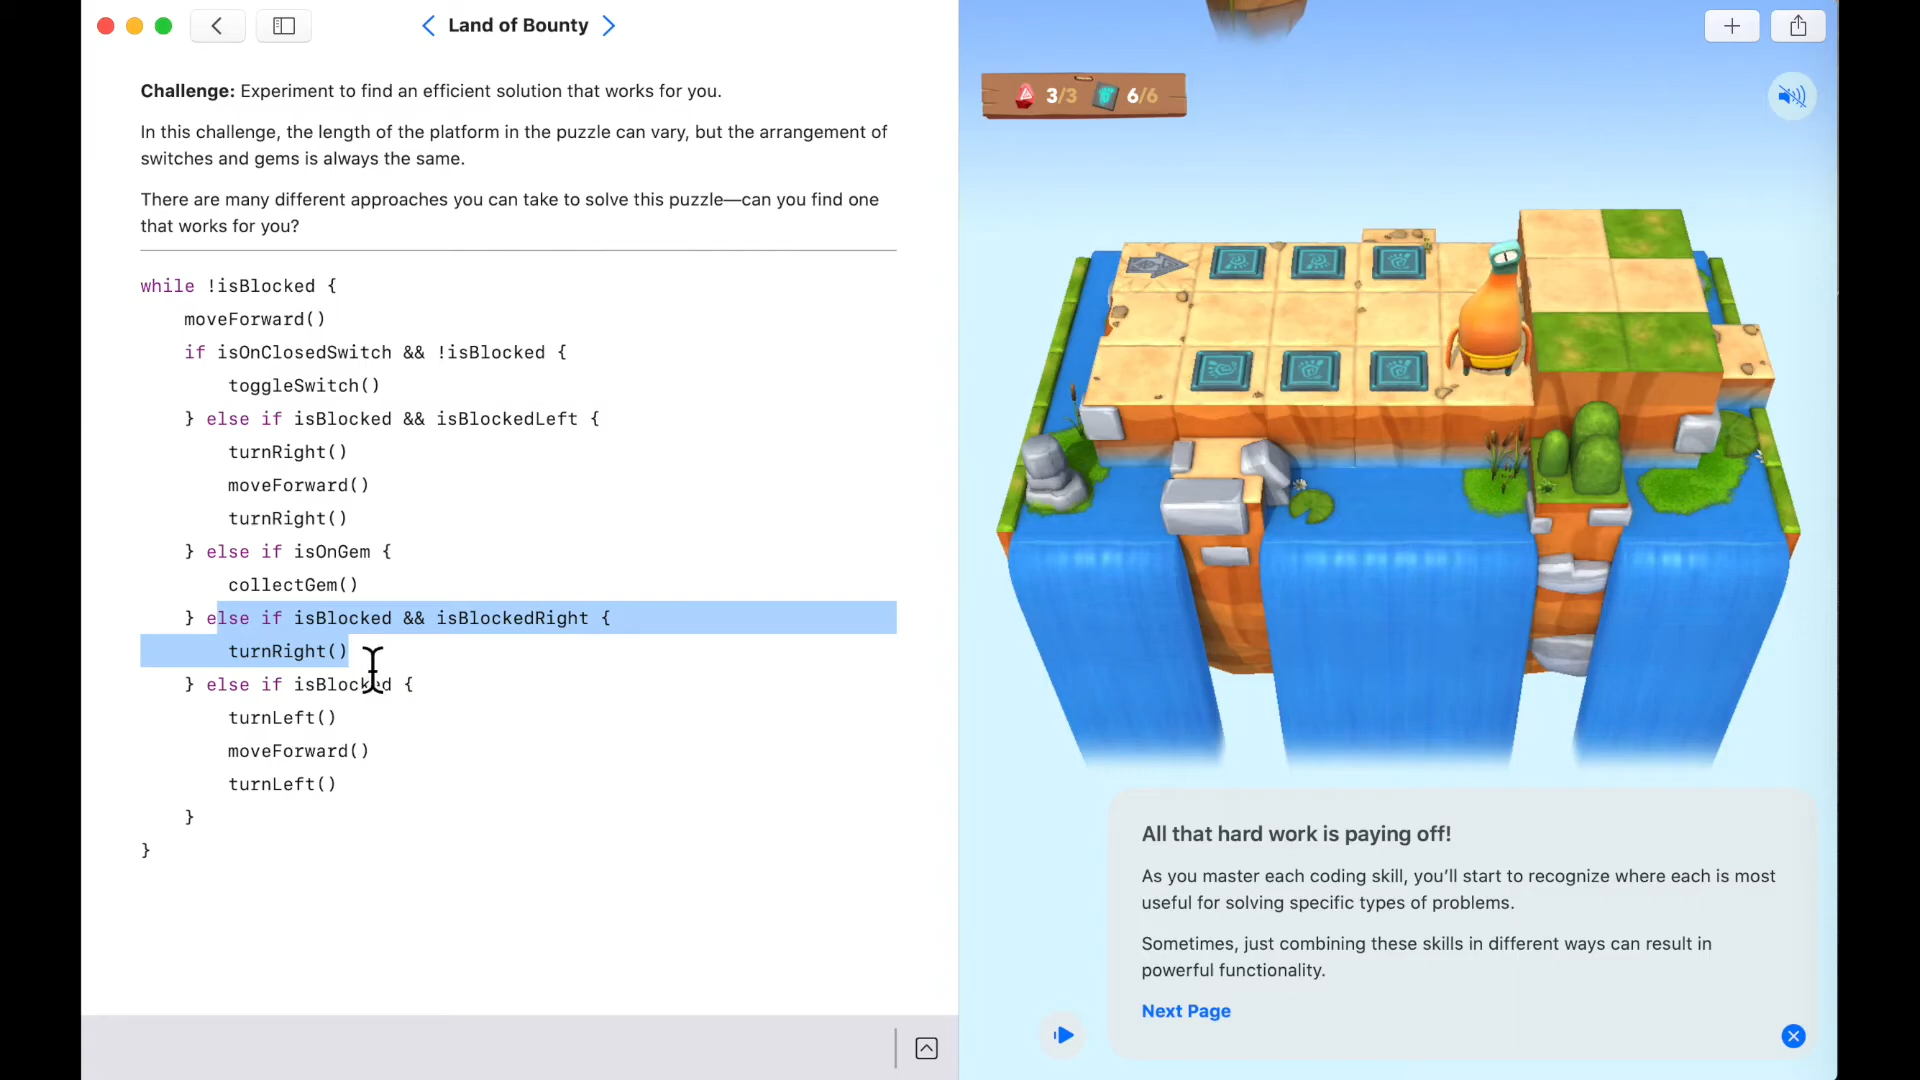 Land of Bounty
Challenge: Experiment to find an efficient solution that works for you.
In this challenge, the length of the platform in the puzzle can vary, but the arrangement of
switches and gems is always the same.
There are many different approaches you can take to solve this puzzle—can you find one
that works for you?
while !isBlocked {
    moveForward()
    if isOnClosedSwitch && !isBlocked {
        toggleSwitch()
    } else if isBlocked && isBlockedLeft {
        turnRight()
        moveForward()
        turnRight()
    } else if isOnGem {
        collectGem()
    } else if isBlocked && isBlockedRight {
        turnRight()
    } else if isBlocked {
        turnLeft()
        moveForward()
        turnLeft()
    }
}
3/3 6/6
All that hard work is paying off!
As you master each coding skill, you’ll start to recognize where each is most
useful for solving specific types of problems.
Sometimes, just combining these skills in different ways can result in
powerful functionality.
Next Page